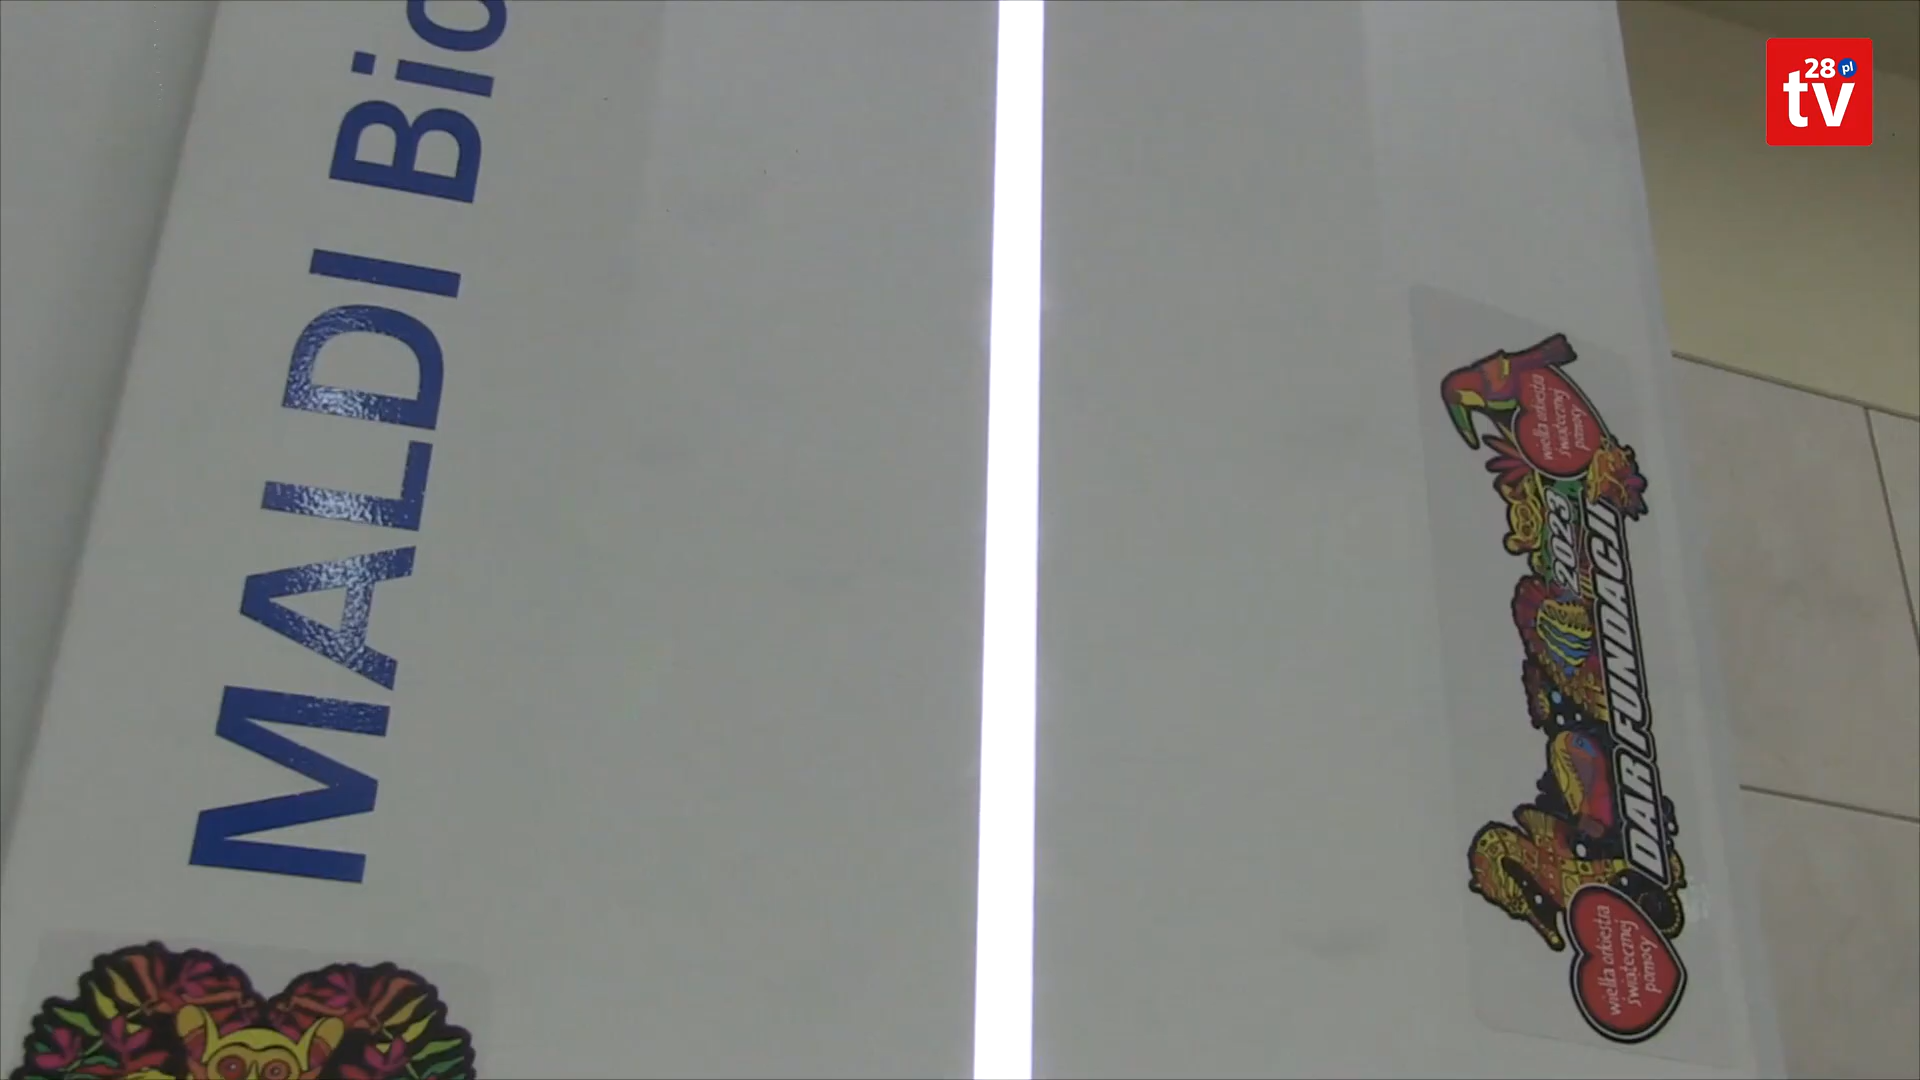 MALDI Bio
wielka orkiestra
świątecznej
pomocy
2023
DAR FUNDACJI
wielka orkiestra
świątecznej
pomocy
28 pl
tv